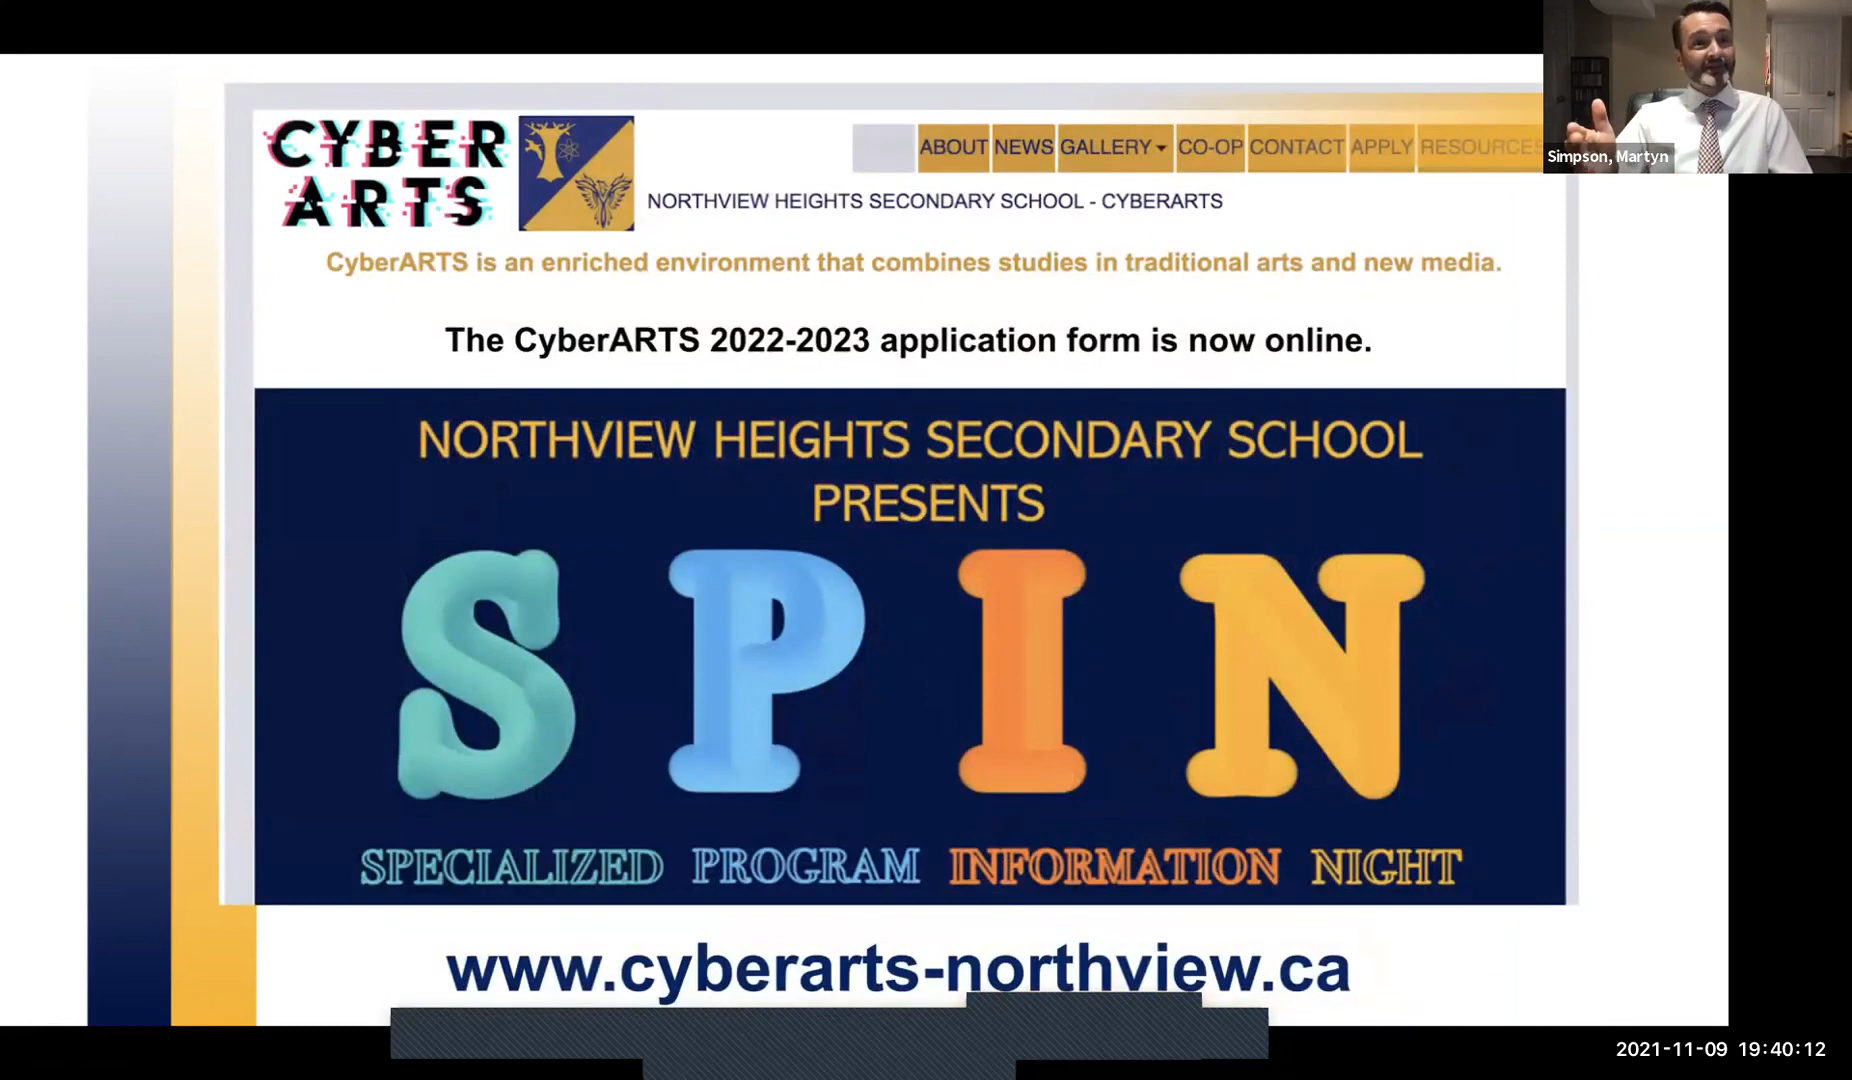 CYBER
ARTS
ABOUT NEWS GALLERY CO-OP CONTACT APPLY RESOURCES
Simpson, Martyn
NORTHVIEW HEIGHTS SECONDARY SCHOOL - CYBERARTS
CyberARTS is an enriched environment that combines studies in traditional arts and new media.
The CyberARTS 2022-2023 application form is now online.
NORTHVIEW HEIGHTS SECONDARY SCHOOL
PRESENTS
SPIN
SPECIALIZED PROGRAM INFORMATION NIGHT
www.cyberarts-northview.ca
2021-11-09 19:40:12